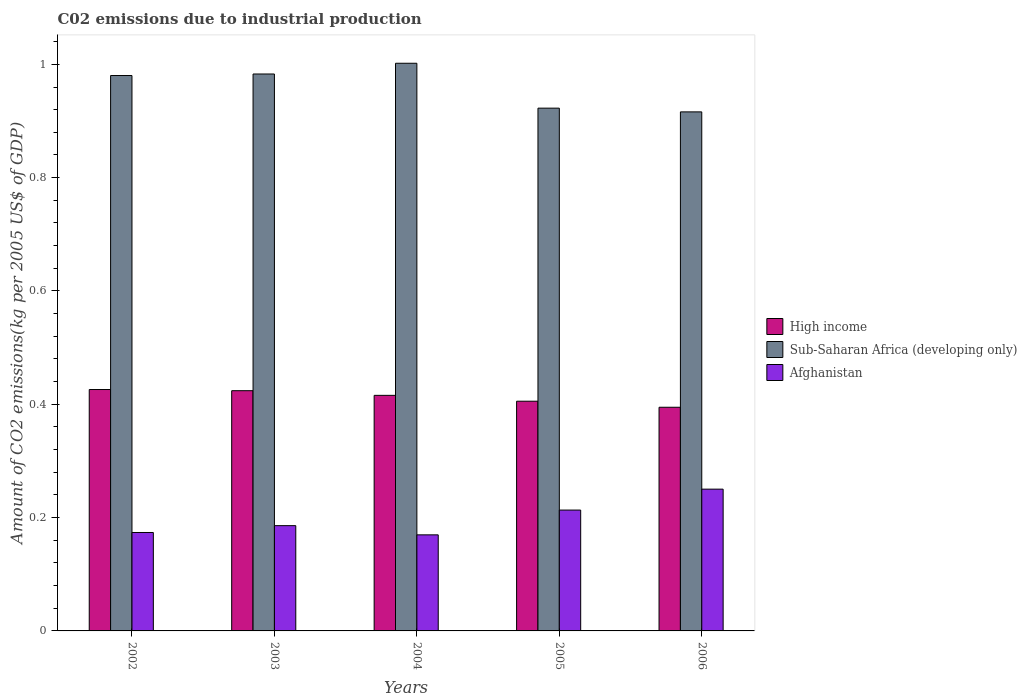 C02 emissions due to industrial production
Amount of CO2 emissions(kg per 2005 US$ of GDP)
1
0.8
0.6
0.4
0.2
0
2002
2003
2004
2005
2006
Years
High income
Sub-Saharan Africa (developing only)
Afghanistan